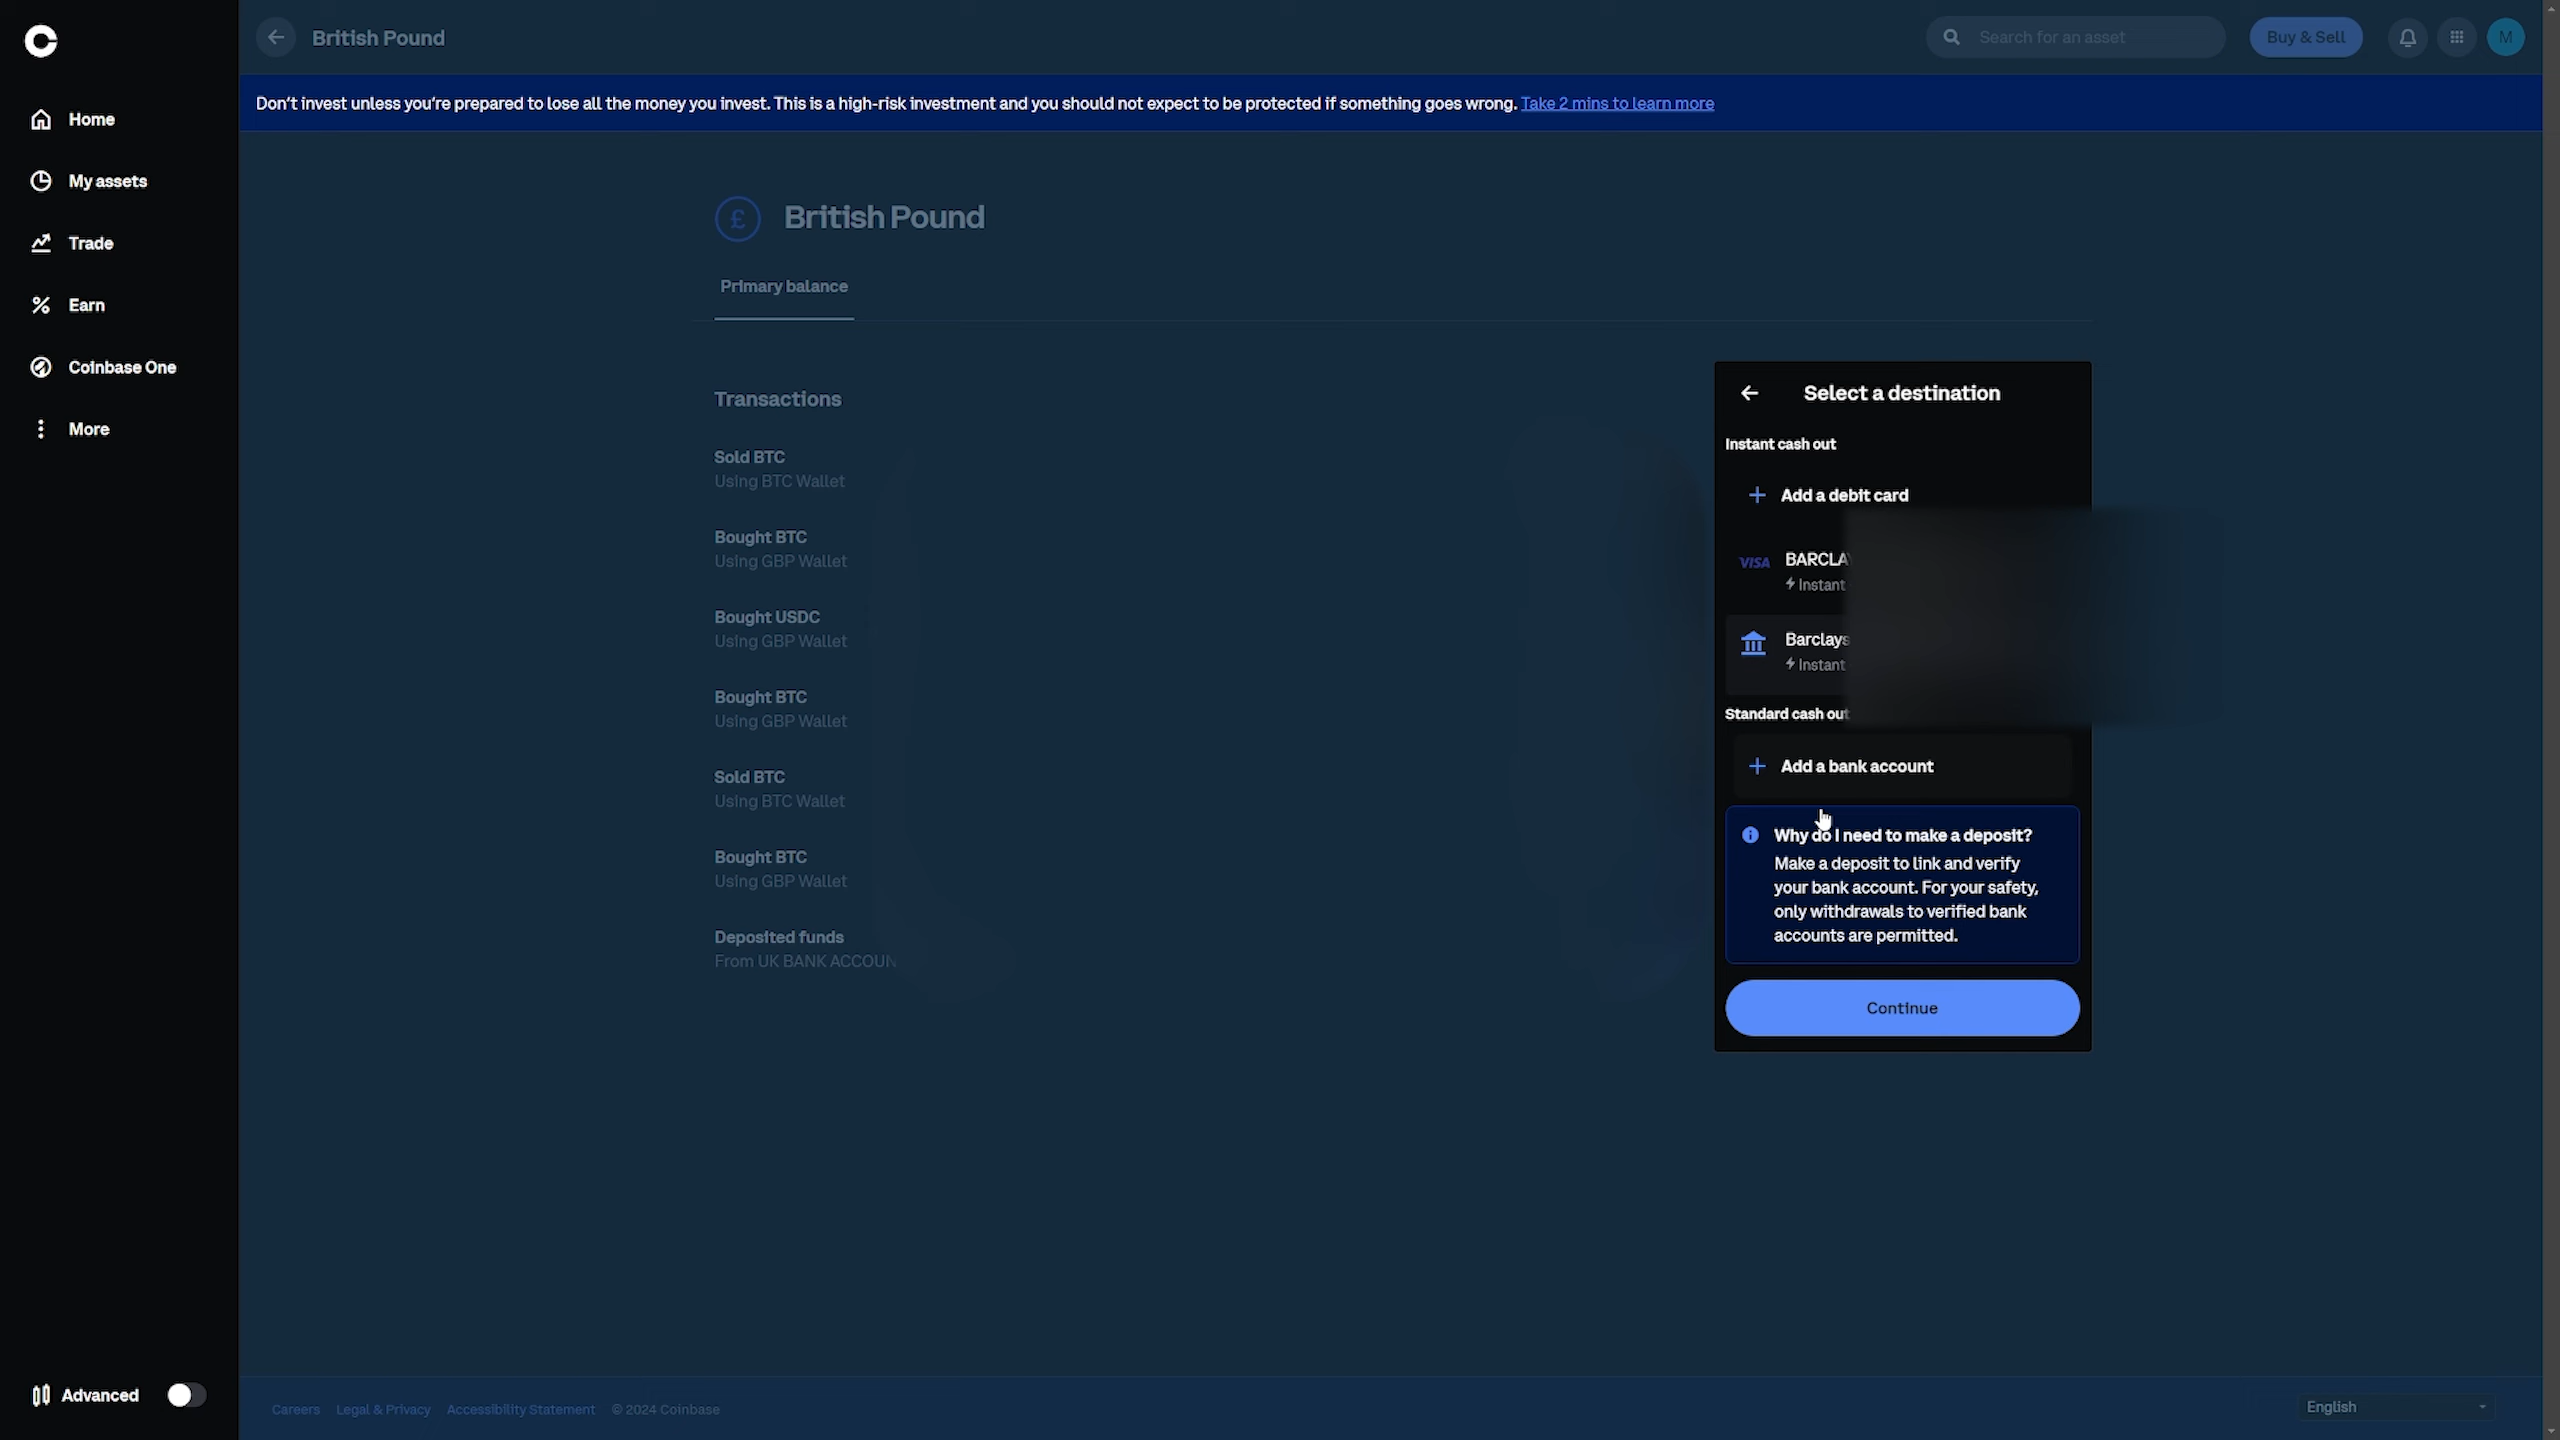 British Pound
Search for an asset
Buy & Sell
M
Don't invest unless you're prepared to lose all the money you invest. This is a high-risk investment and you should not expect to be protected if something goes wrong. Take 2 mins to learn more
Home
My assets
Trade
Earn
Coinbase One
More
Advanced
£ British Pound
Primary balance
Transactions
Sold BTC
Using BTC Wallet
Bought BTC
Using GBP Wallet
Bought USDC
Using GBP Wallet
Bought BTC
Using GBP Wallet
Sold BTC
Using BTC Wallet
Bought BTC
Using GBP Wallet
Deposited funds
From UK BANK ACCOUN
Select a destination
Instant cash out
Add a debit card
VISA
BARCLAY
Instant
Barclays
Instant
Standard cash out
Add a bank account
Why do I need to make a deposit?
Make a deposit to link and verify
your bank account. For your safety,
only withdrawals to verified bank
accounts are permitted.
Continue
Careers Legal & Privacy Accessibility Statement © 2024 Coinbase
English